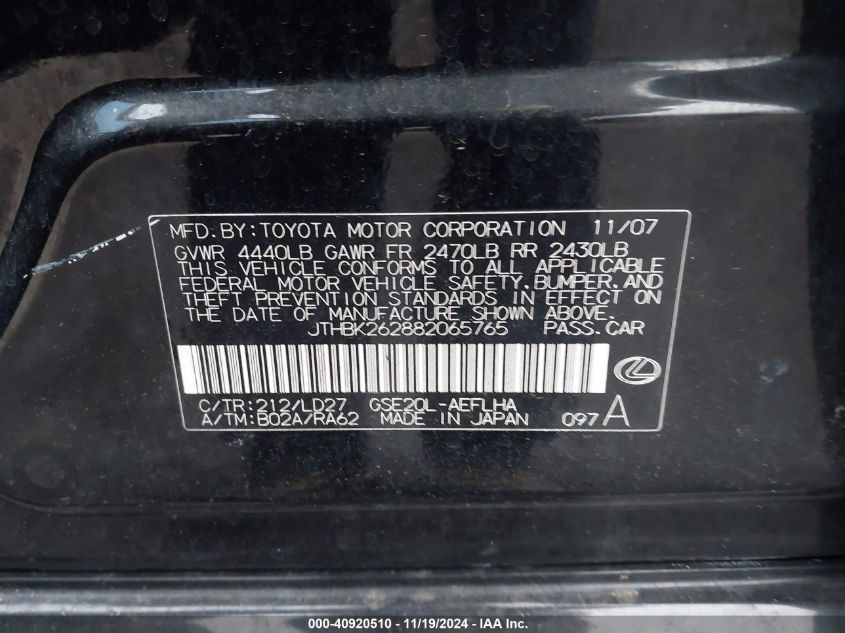 MFD.BY:TOYOTA MOTOR CORPORATION 11/07
GVWR 4440LB GAWR FR 2470LB RR 2430LB
THIS VEHICLE CONFORMS TO ALL APPLICABLE
FEDERAL MOTOR VEHICLE SAFETY,BUMPER,AND
THEFT PREVENTION STANDARDS IN EFFECT ON
THE DATE OF MANUFACTURE SHOWN ABOVE.
JTHBK262882065765 PASS.CAR
C/TR:212/LD27 GSE20L-AEFLHA
A/TM:B02A/RA62 MADE IN JAPAN 097 A
000-40920510 - 11/19/2024 - © IAA Inc.